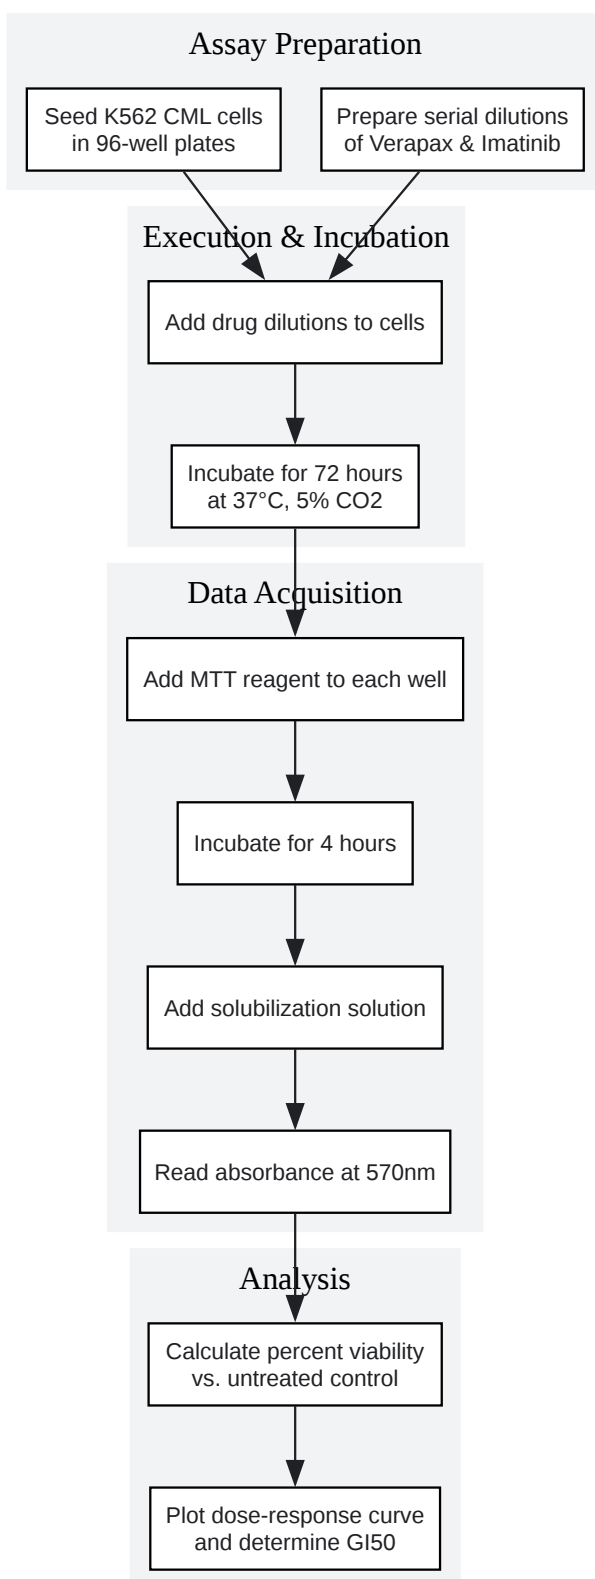 Assay Preparation
Seed K562 CML cells
in 96-well plates
Prepare serial dilutions
of Verapax & Imatinib
Execution & Incubation
Add drug dilutions to cells
Incubate for 72 hours
at 37°C, 5% CO2
Data Acquisition
Add MTT reagent to each well
Incubate for 4 hours
Add solubilization solution
Read absorbance at 570nm
Analysis
Calculate percent viability
vs. untreated control
Plot dose-response curve
and determine GI50